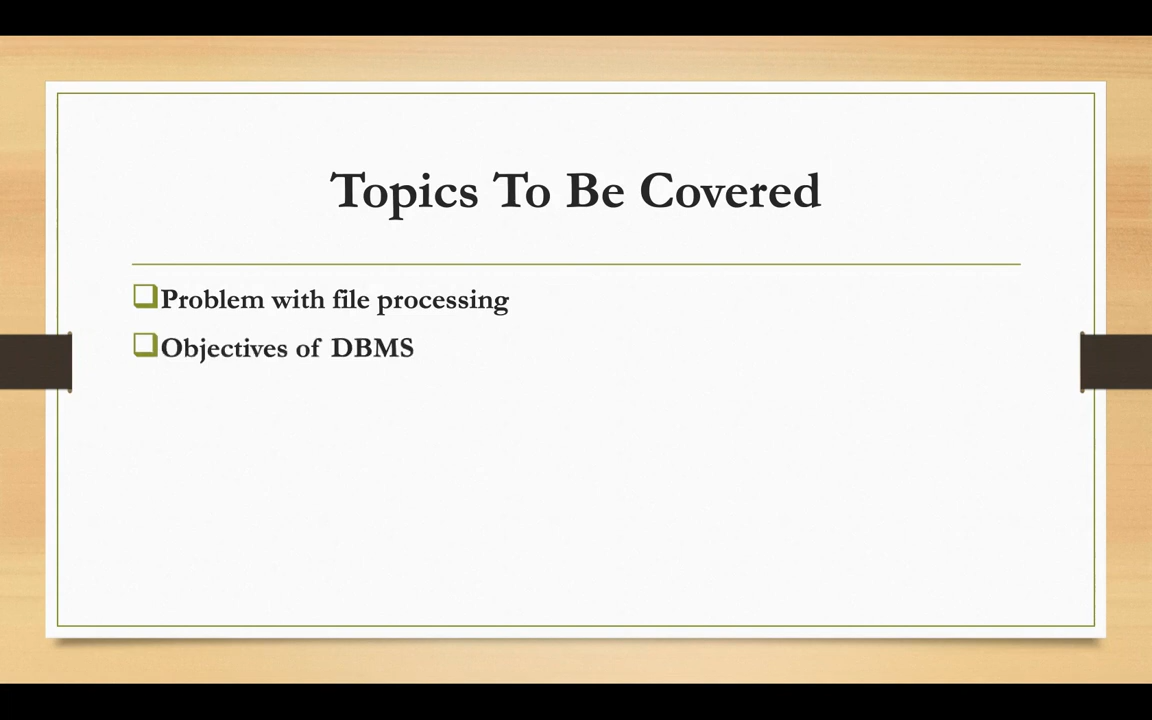 Topics To Be Covered
Problem with file processing
Objectives of DBMS